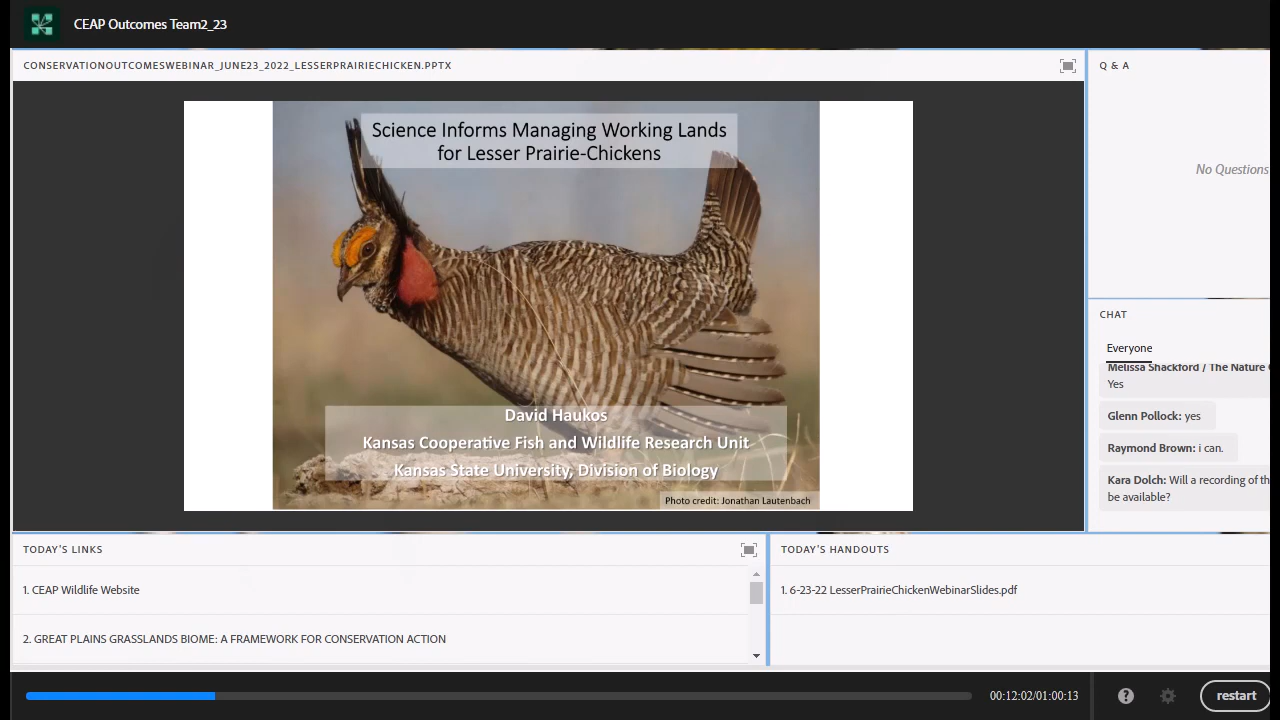 CEAP Outcomes Team2_23
CONSERVATIONOUTCOMESWEBINAR_JUNE23_2022_LESSERPRAIRIECHICKEN.PPTX
Science Informs Managing Working Lands
for Lesser Prairie-Chickens
David Haukos
Kansas Cooperative Fish and Wildlife Research Unit
Kansas State University, Division of Biology
Photo credit: Jonathan Lautenbach
Q & A
No Questions
CHAT
Everyone
Melissa Shackford / The Nature
Yes
Glenn Pollock: yes
Raymond Brown: i can.
Kara Dolch: Will a recording of
be available?
TODAY'S LINKS
1. CEAP Wildlife Website
2. GREAT PLAINS GRASSLANDS BIOME: A FRAMEWORK FOR CONSERVATION ACTION
TODAY'S HANDOUTS
1. 6-23-22 LesserPrairieChickenWebinarSlides.pdf
00:12:02/01:00:13
?
restart